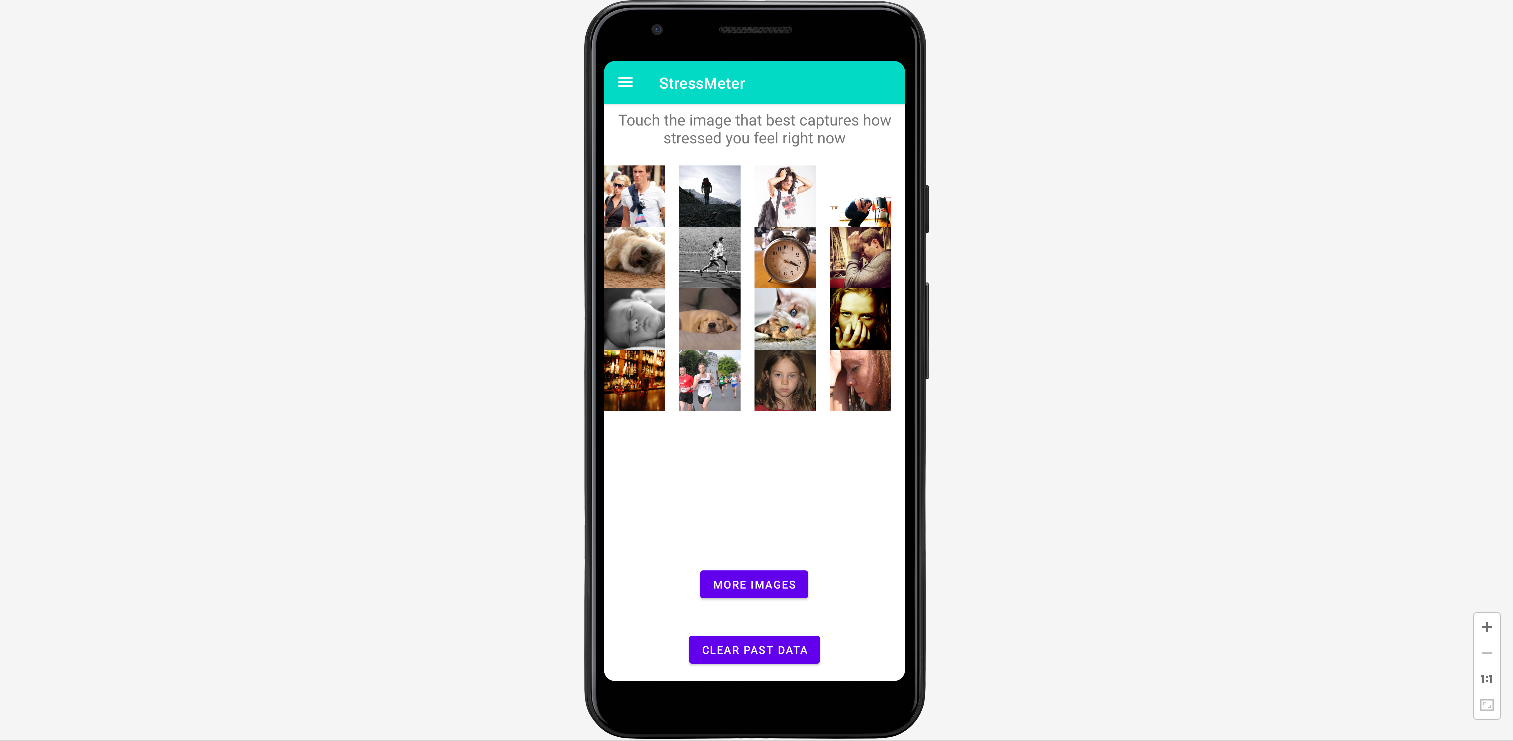 StressMeter
Touch the image that best captures how
stressed you feel right now
MORE IMAGES
CLEAR PAST DATA
1:1